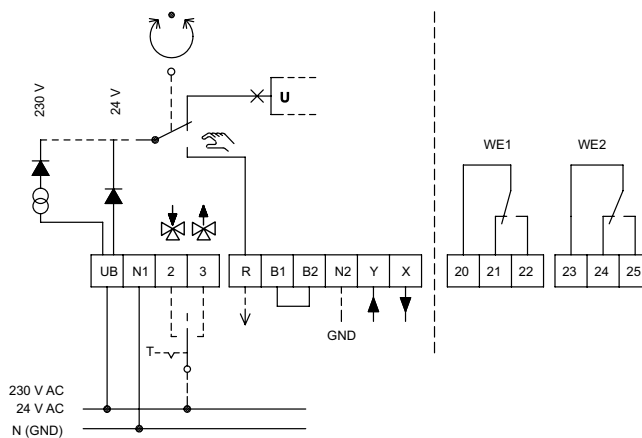 230 V
24 V
U
WE1
WE2
UB N1 2 3 R B1 B2 N2 Y X
20 21 22 23 24 25
GND
T
230 V AC
24 V AC
N (GND)